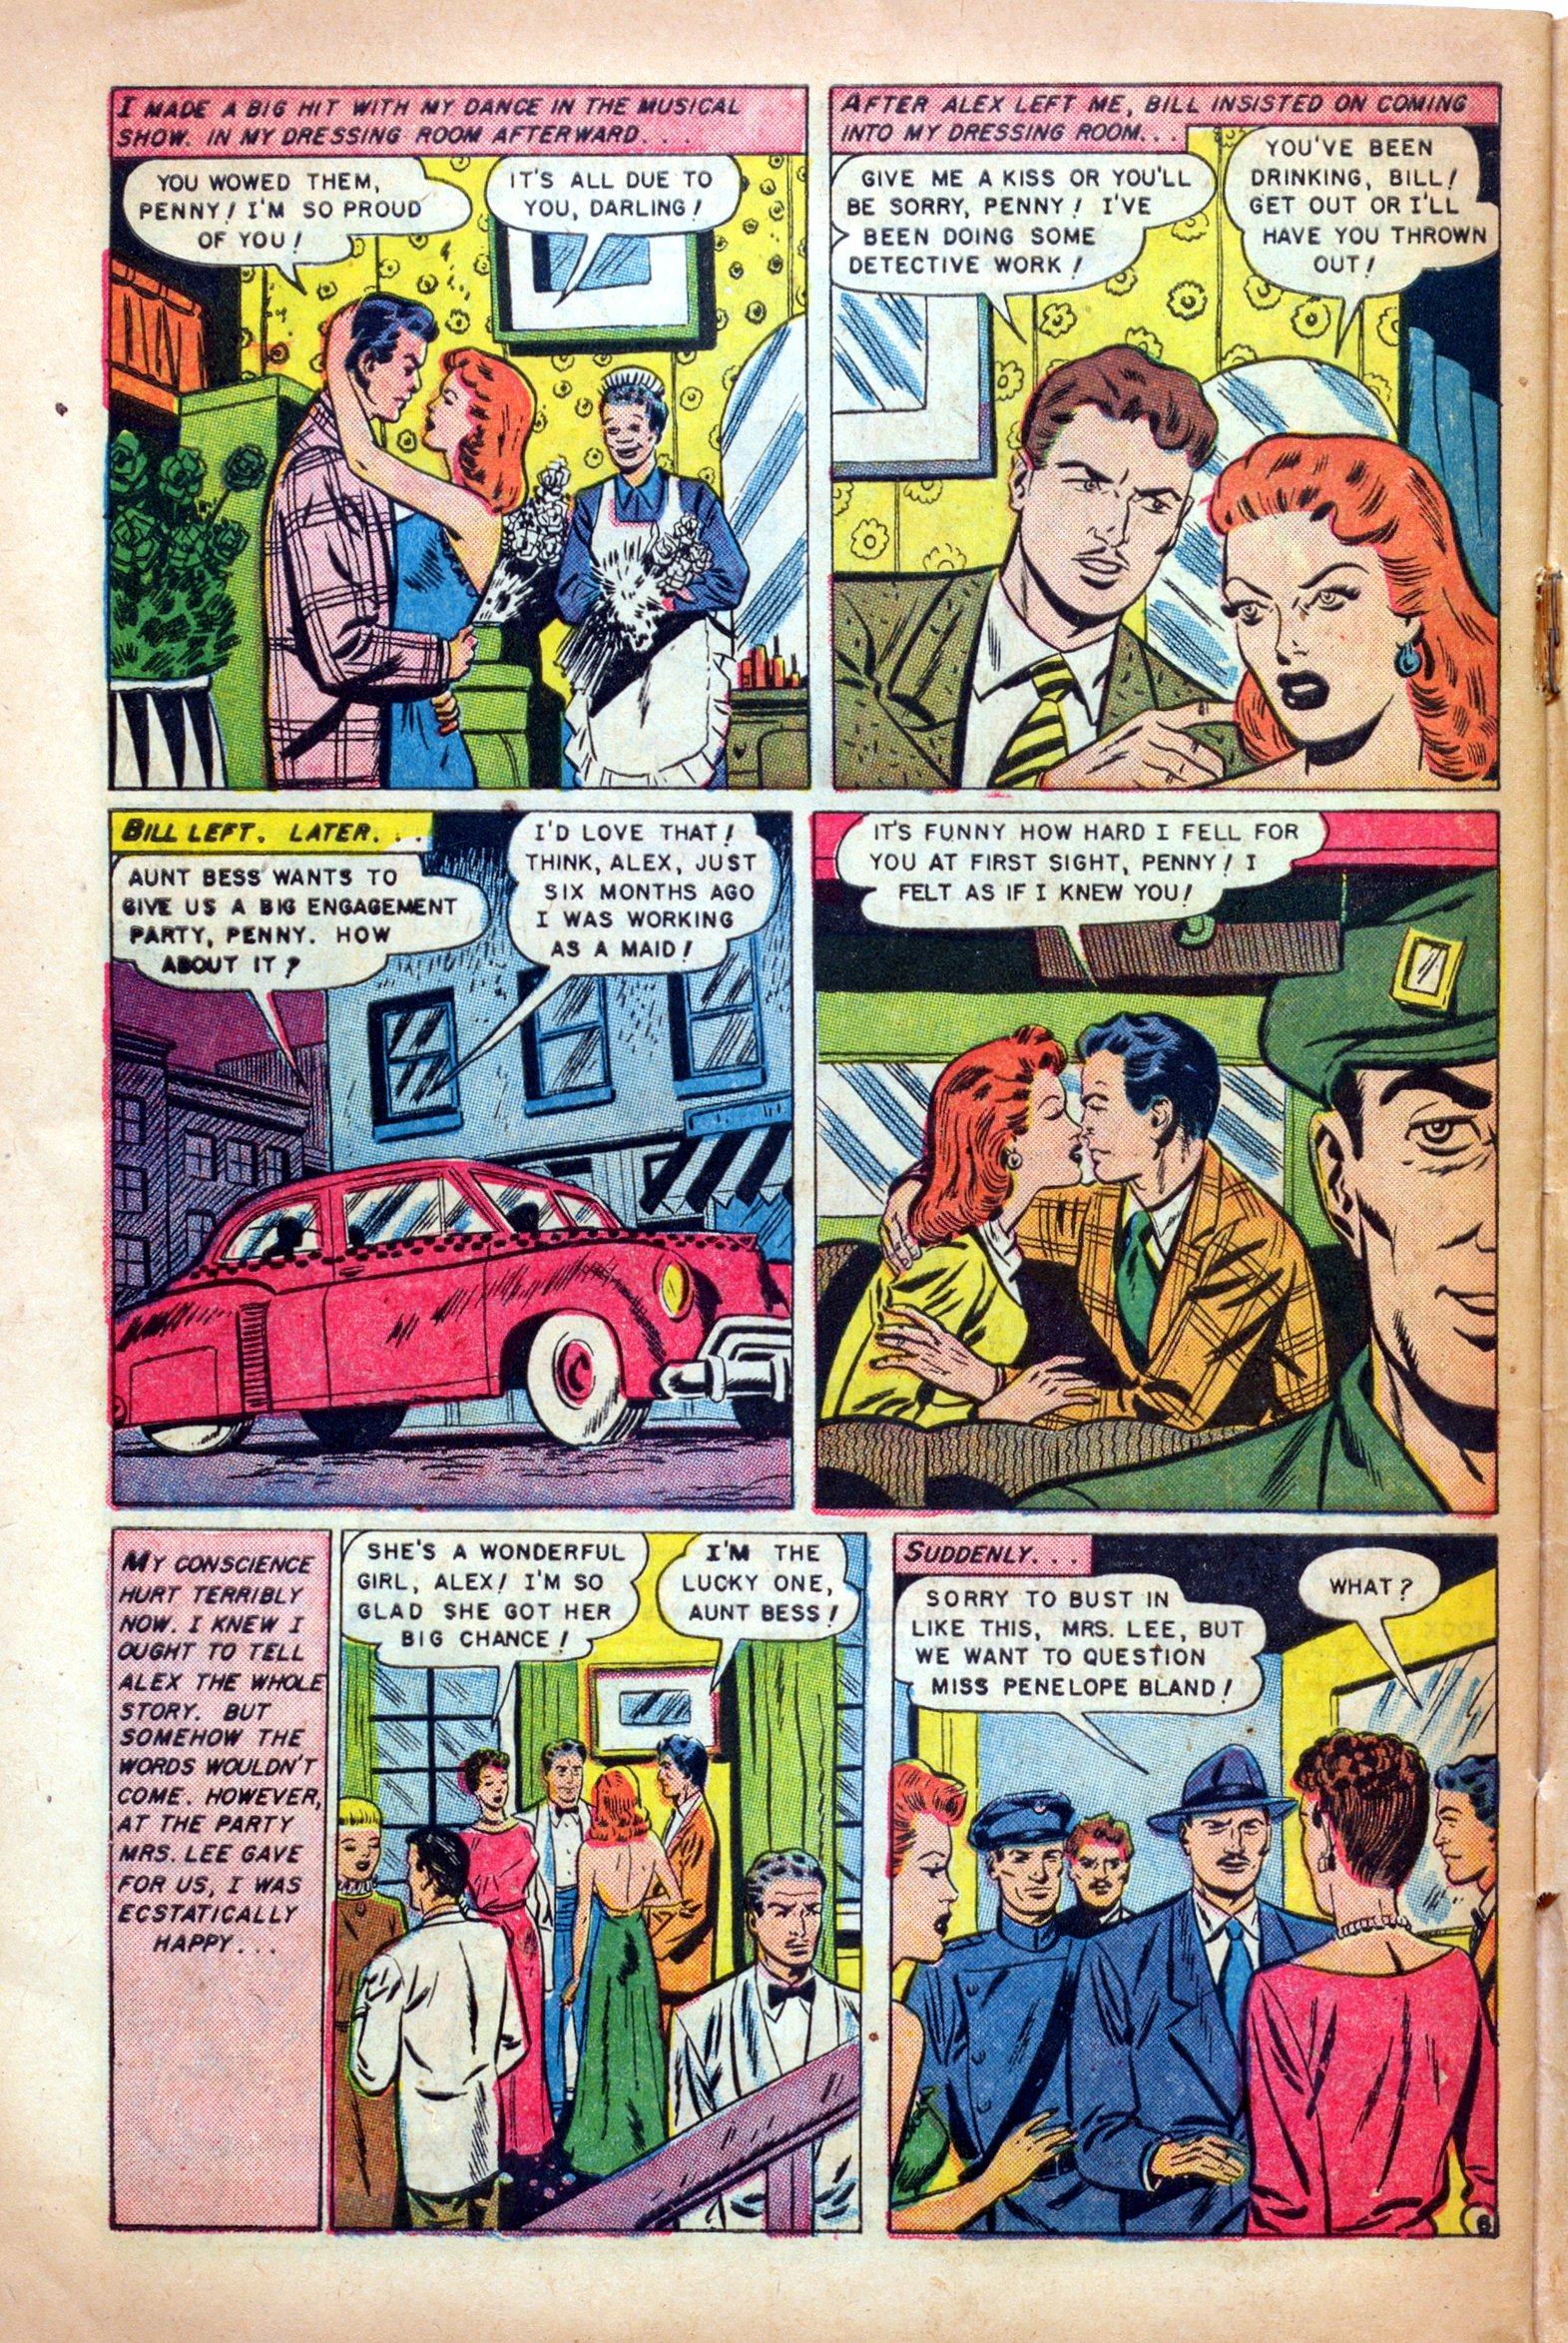 I MADE A BIG HIT WITH MY DANCE IN THE MUSICAL
SHOW. IN MY DRESSING ROOM AFTERWARD. . .
YOU WOWED THEM,
PENNY! I'M SO PROUD
OF YOU!
IT'S ALL DUE TO
YOU, DARLING!
AFTER ALEX LEFT ME, BILL INSISTED ON COMING
INTO MY DRESSING ROOM. . .
GIVE ME A KISS OR YOU'LL
BE SORRY, PENNY! I'VE
BEEN DOING SOME
DETECTIVE WORK!
YOU'VE BEEN
DRINKING, BILL!
GET OUT OR I'LL
HAVE YOU THROWN
OUT!
BILL LEFT. LATER. . .
AUNT BESS WANTS TO
GIVE US A BIG ENGAGEMENT
PARTY, PENNY. HOW
ABOUT IT?
I'D LOVE THAT!
THINK, ALEX, JUST
SIX MONTHS AGO
I WAS WORKING
AS A MAID!
IT'S FUNNY HOW HARD I FELL FOR
YOU AT FIRST SIGHT, PENNY! I
FELT AS IF I KNEW YOU!
MY CONSCIENCE
HURT TERRIBLY
NOW. I KNEW I
OUGHT TO TELL
ALEX THE WHOLE
STORY. BUT
SOMEHOW THE
WORDS WOULDN'T
COME. HOWEVER,
AT THE PARTY
MRS. LEE GAVE
FOR US, I WAS
ECSTATICALLY
HAPPY. . .
SHE'S A WONDERFUL
GIRL, ALEX! I'M SO
GLAD SHE GOT HER
BIG CHANCE!
I'M THE
LUCKY ONE,
AUNT BESS!
SUDDENLY. . .
SORRY TO BUST IN
LIKE THIS, MRS. LEE, BUT
WE WANT TO QUESTION
MISS PENELOPE BLAND!
WHAT?
6